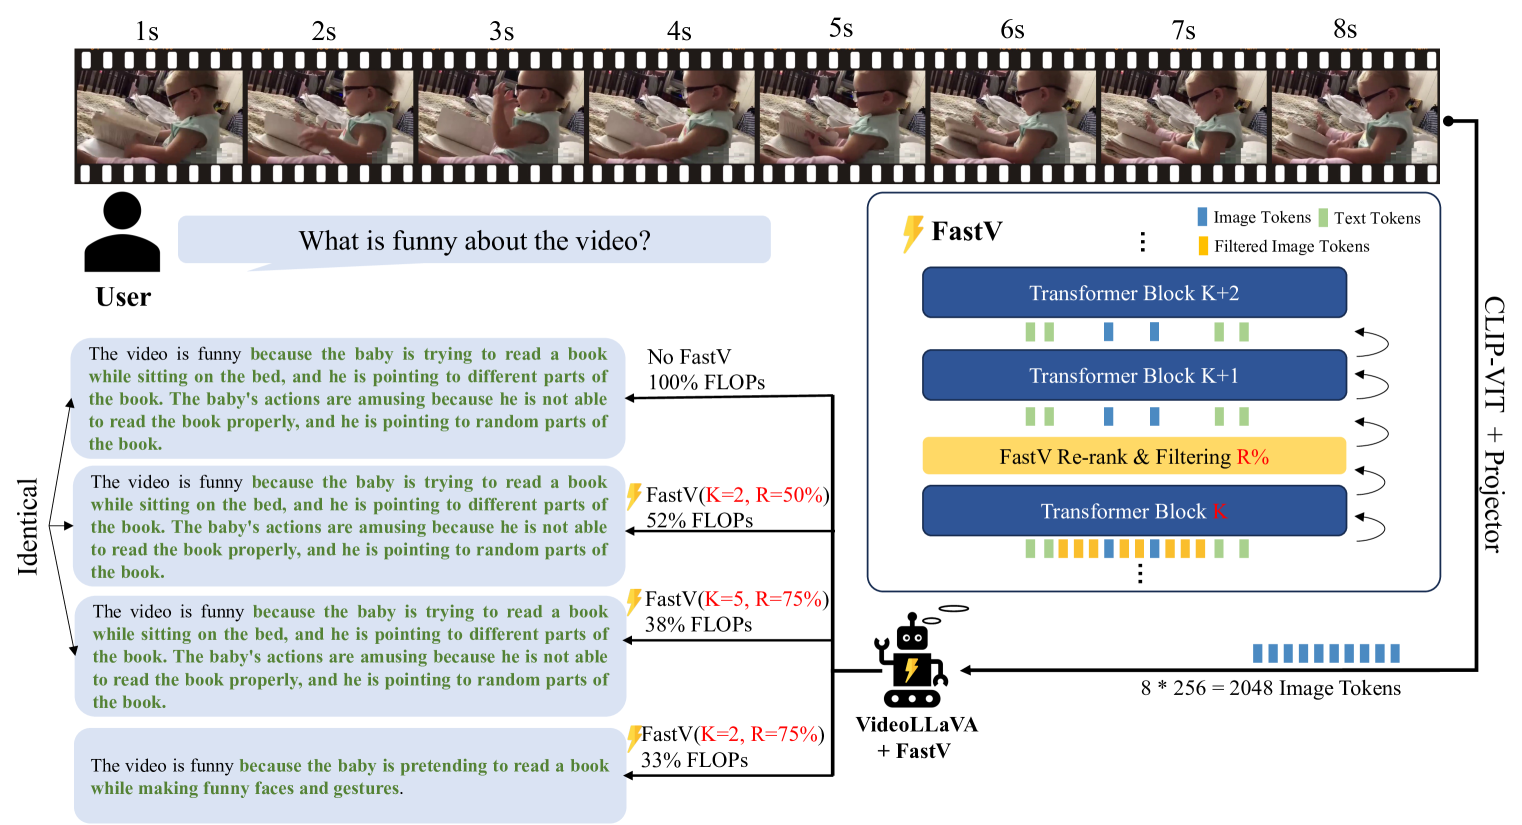 1s 2s 3s 4s 5s 6s 7s 8s
User
What is funny about the video?
The video is funny because the baby is trying to read a book
while sitting on the bed, and he is pointing to different parts of
the book. The baby's actions are amusing because he is not able
to read the book properly, and he is pointing to random parts of
the book.
No FastV
100% FLOPs
The video is funny because the baby is trying to read a book
while sitting on the bed, and he is pointing to different parts of
the book. The baby's actions are amusing because he is not able
to read the book properly, and he is pointing to random parts of
the book.
FastV(K=2, R=50%)
52% FLOPs
The video is funny because the baby is trying to read a book
while sitting on the bed, and he is pointing to different parts of
the book. The baby's actions are amusing because he is not able
to read the book properly, and he is pointing to random parts of
the book.
FastV(K=5, R=75%)
38% FLOPs
The video is funny because the baby is pretending to read a book
while making funny faces and gestures.
FastV(K=2, R=75%)
33% FLOPs
Identical
FastV
Image Tokens
Text Tokens
Filtered Image Tokens
Transformer Block K+2
Transformer Block K+1
FastV Re-rank & Filtering R%
Transformer Block K
CLIP-VIT + Projector
8 * 256 = 2048 Image Tokens
VideoLLaVA
+ FastV